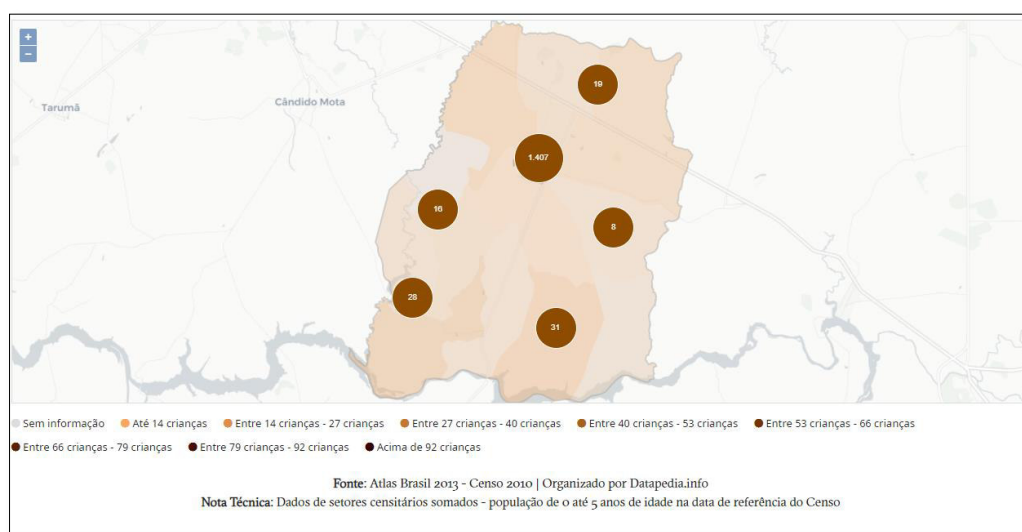 +
−
Tarumã
Cândido Mota
19
1.407
16
8
28
31
Sem informação Até 14 crianças Entre 14 crianças - 27 crianças Entre 27 crianças - 40 crianças Entre 40 crianças - 53 crianças Entre 53 crianças - 66 crianças
Entre 66 crianças - 79 crianças Entre 79 crianças - 92 crianças Acima de 92 crianças
Fonte: Atlas Brasil 2013 - Censo 2010 | Organizado por Datapedia.info
Nota Técnica: Dados de setores censitários somados - população de 0 até 5 anos de idade na data de referência do Censo